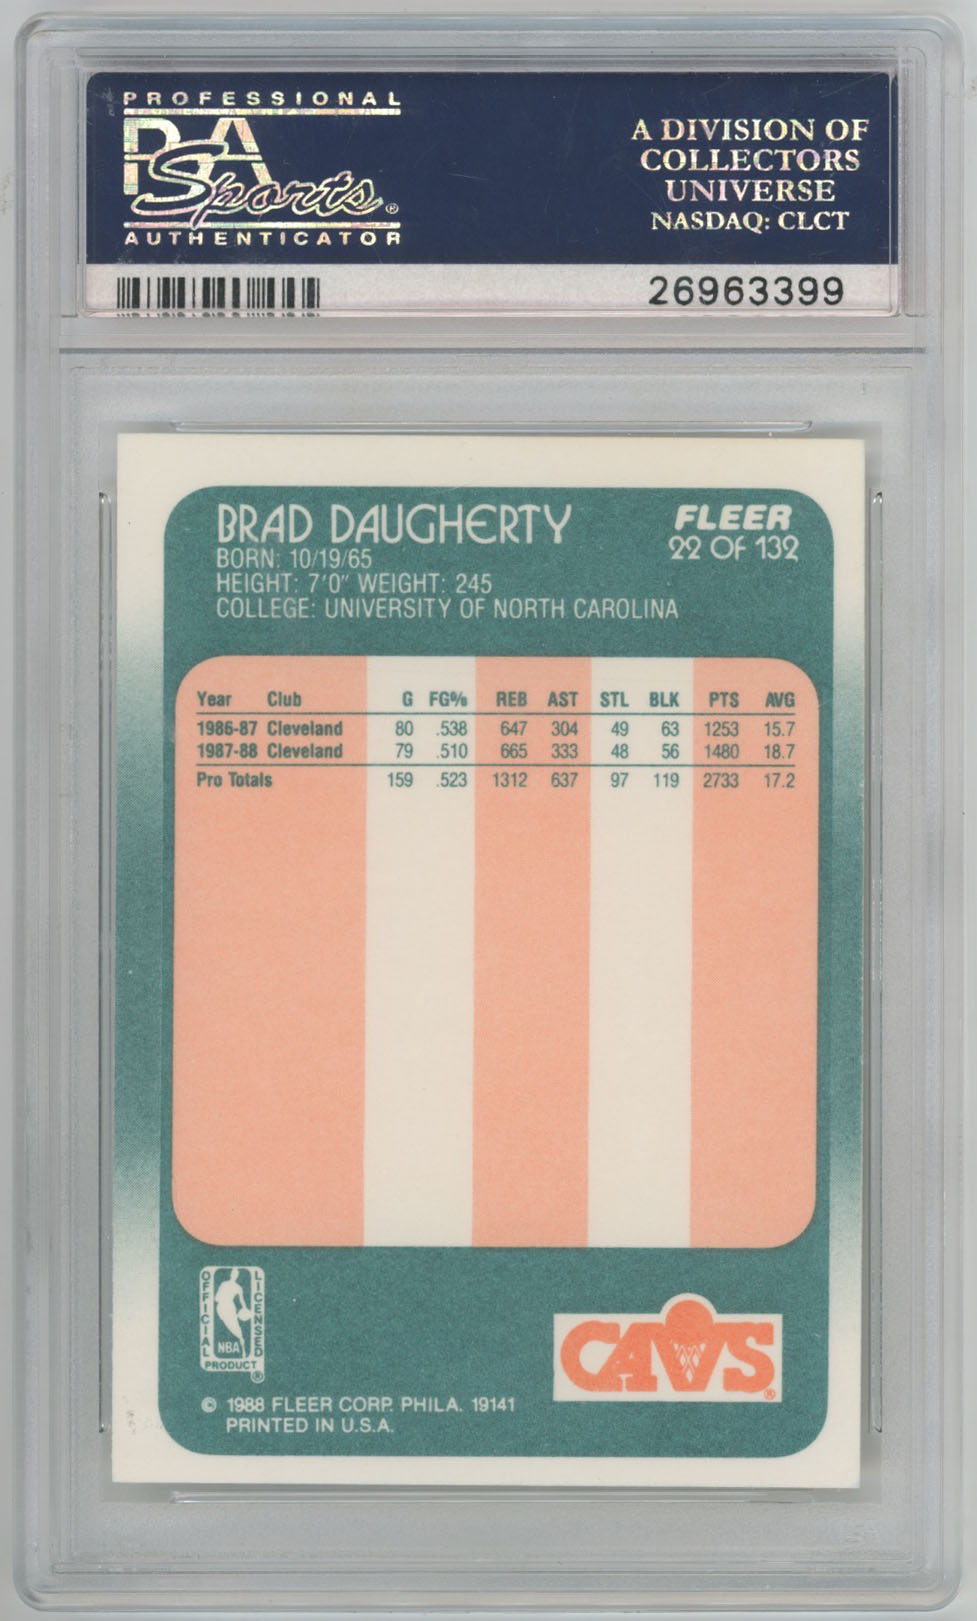 PROFESSIONAL
PSA
Sports®
AUTHENTICATOR
A DIVISION OF
COLLECTORS
UNIVERSE
NASDAQ: CLCT
26963399
BRAD DAUGHERTY
BORN: 10/19/65
HEIGHT: 7'0" WEIGHT: 245
COLLEGE: UNIVERSITY OF NORTH CAROLINA
FLEER
22 OF 132
Year Club G FG% REB AST STL BLK PTS AVG
1986-87 Cleveland 80 .538 647 304 49 63 1253 15.7
1987-88 Cleveland 79 .510 665 333 48 56 1480 18.7
Pro Totals 159 .523 1312 637 97 119 2733 17.2
OFFICIAL
LICENSED
NBA
PRODUCT
®
CAVS®
© 1988 FLEER CORP. PHILA. 19141
PRINTED IN U.S.A.